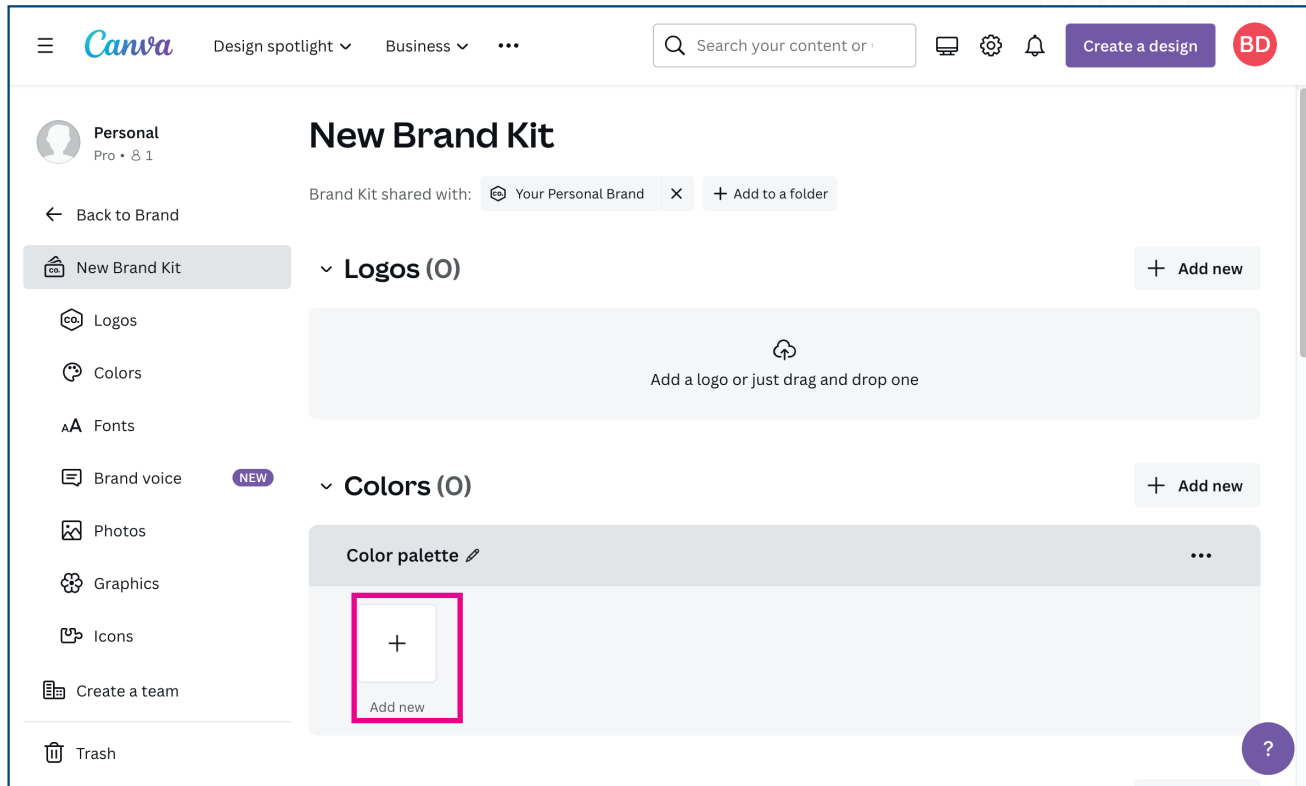 Canva
Design spotlight
Business
Search your content or
Create a design
BD
Personal
Pro • 1
Back to Brand
New Brand Kit
Logos
Colors
Fonts
Brand voice NEW
Photos
Graphics
Icons
Create a team
Trash
New Brand Kit
Brand Kit shared with: CO. Your Personal Brand + Add to a folder
Logos (0)
+ Add new
Add a logo or just drag and drop one
Colors (0)
+ Add new
Color palette
+
Add new
?